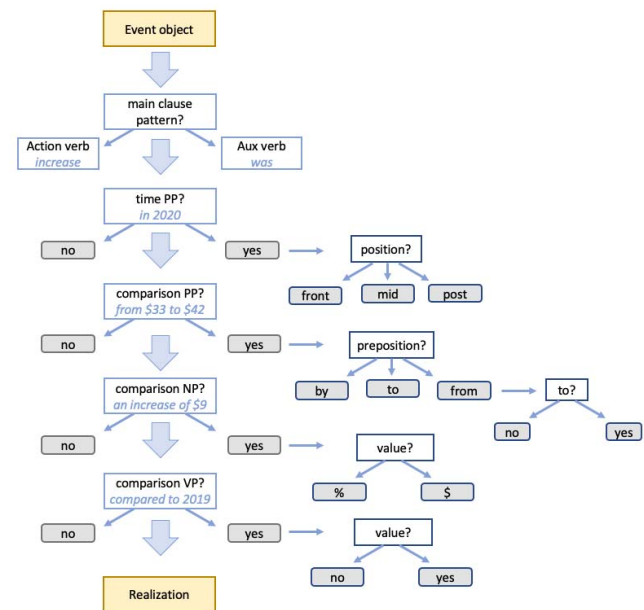 Event object
main clause
pattern?
Action verb
increase
Aux verb
was
time PP?
in 2020
no
yes
position?
front
mid
post
comparison PP?
from $33 to $42
no
yes
preposition?
by
to
from
to?
no
yes
comparison NP?
an increase of $9
no
yes
value?
%
$
comparison VP?
compared to 2019
no
yes
value?
no
yes
Realization